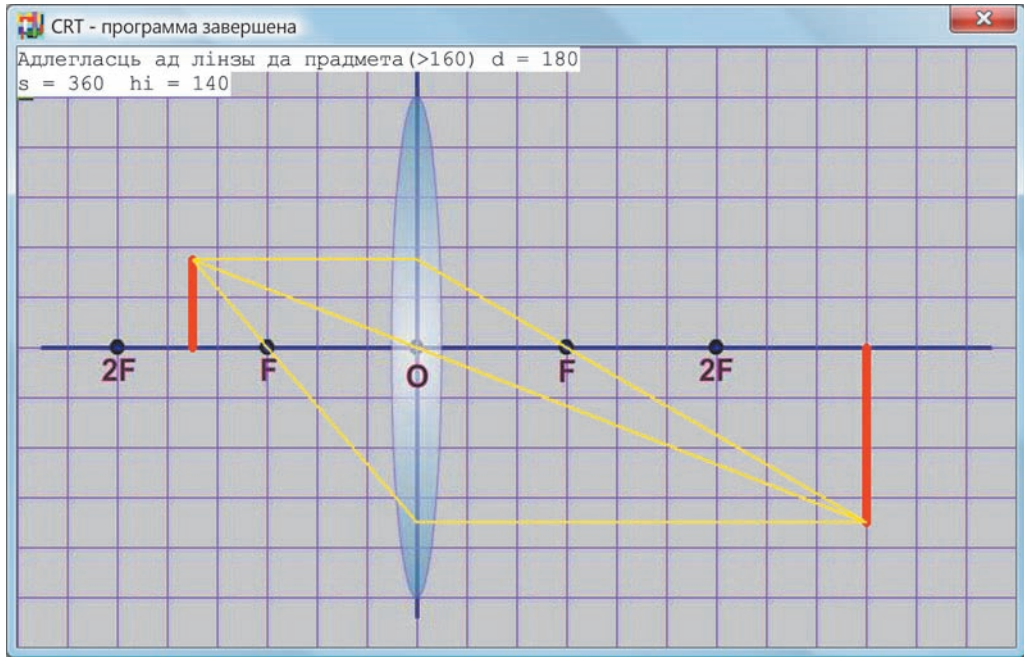 CRT - программа завершена
Адлегласць ад лінзы да прадмета(>160) d = 180
s = 360 hi = 140
2F F O F 2F